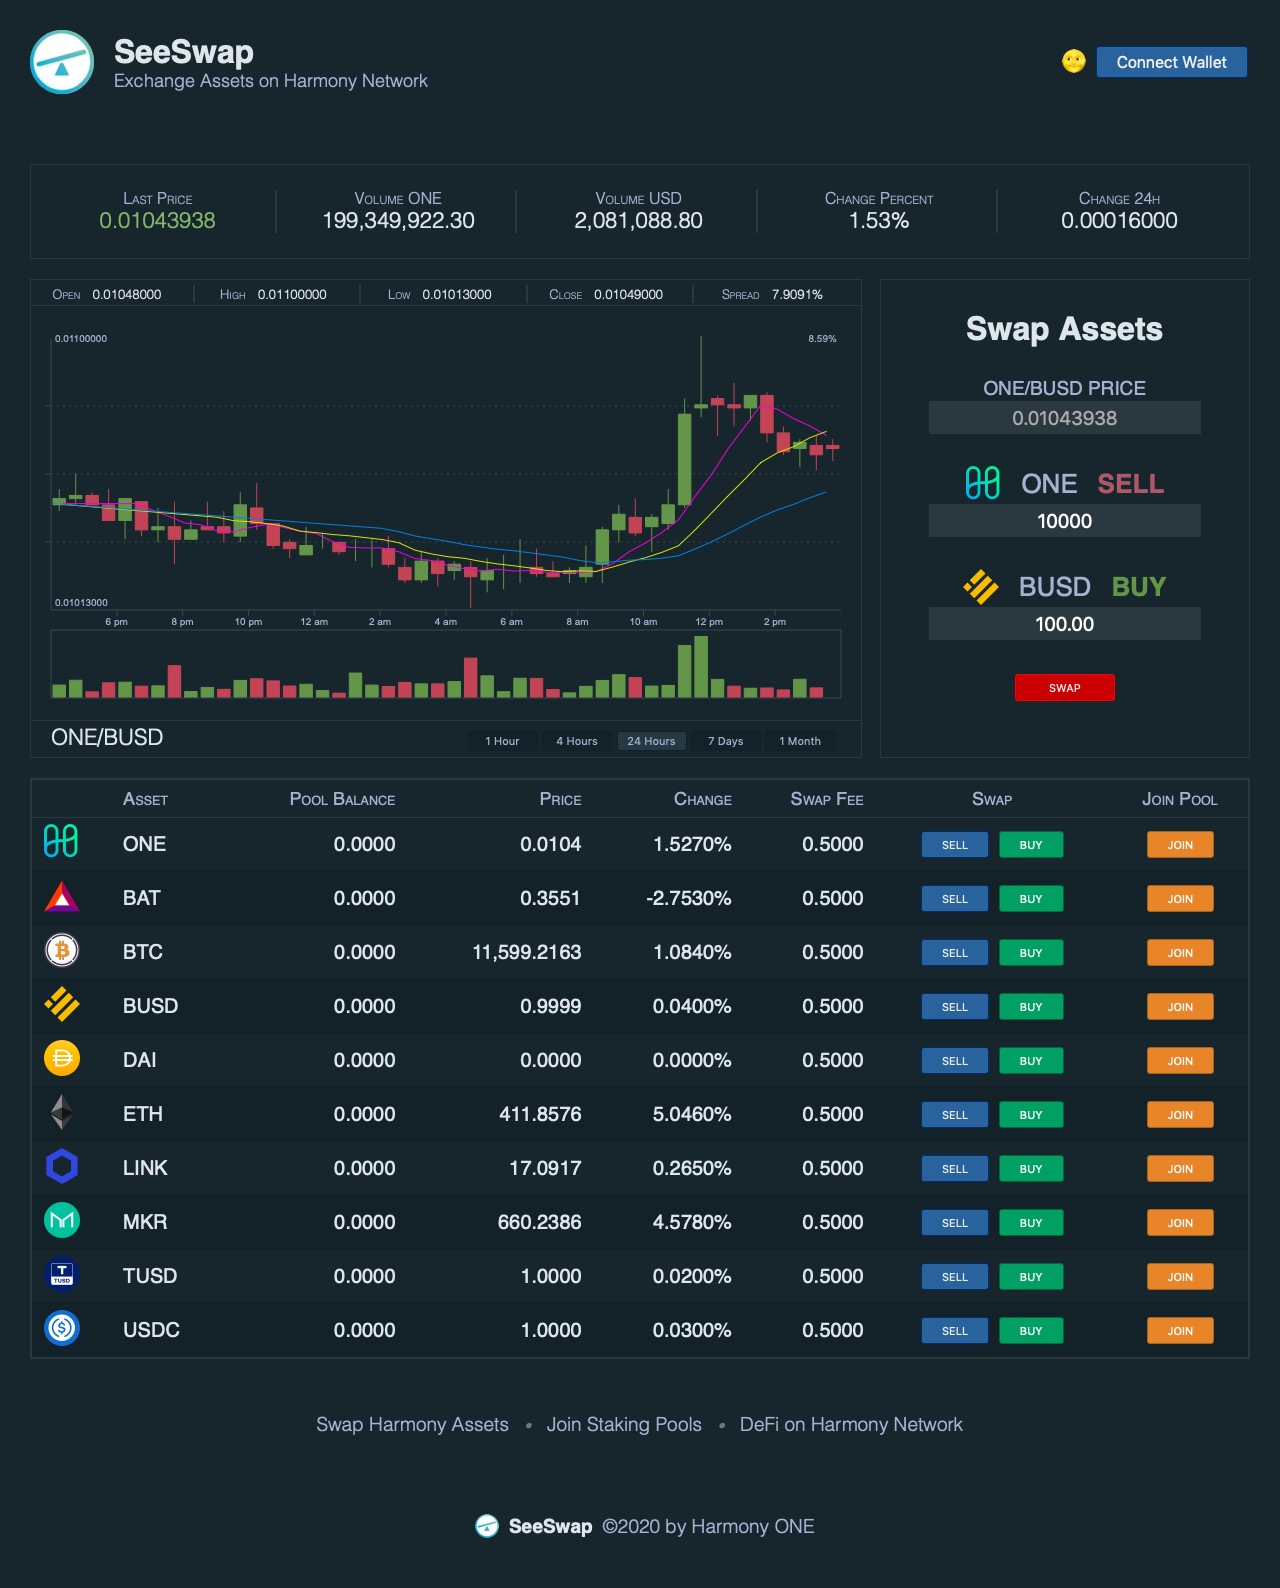 SeeSwap
Exchange Assets on Harmony Network
Connect Wallet
Last Price
0.01043938
Volume ONE
199,349,922.30
Volume USD
2,081,088.80
Change Percent
1.53%
Change 24h
0.00016000
Open 0.01048000 High 0.01100000 Low 0.01013000 Close 0.01049000 Spread 7.9091%
0.01100000 8.59%
0.01013000
6 pm 8 pm 10 pm 12 am 2 am 4 am 6 am 8 am 10 am 12 pm 2 pm
ONE/BUSD 1 Hour 4 Hours 24 Hours 7 Days 1 Month
Swap Assets
ONE/BUSD PRICE
0.01043938
ONE SELL
10000
BUSD BUY
100.00
SWAP
Asset Pool Balance Price Change Swap Fee Swap Join Pool
ONE 0.0000 0.0104 1.5270% 0.5000 SELL BUY JOIN
BAT 0.0000 0.3551 -2.7530% 0.5000 SELL BUY JOIN
BTC 0.0000 11,599.2163 1.0840% 0.5000 SELL BUY JOIN
BUSD 0.0000 0.9999 0.0400% 0.5000 SELL BUY JOIN
DAI 0.0000 0.0000 0.0000% 0.5000 SELL BUY JOIN
ETH 0.0000 411.8576 5.0460% 0.5000 SELL BUY JOIN
LINK 0.0000 17.0917 0.2650% 0.5000 SELL BUY JOIN
MKR 0.0000 660.2386 4.5780% 0.5000 SELL BUY JOIN
T TUSD TUSD 0.0000 1.0000 0.0200% 0.5000 SELL BUY JOIN
USDC 0.0000 1.0000 0.0300% 0.5000 SELL BUY JOIN
Swap Harmony Assets • Join Staking Pools • DeFi on Harmony Network
SeeSwap ©2020 by Harmony ONE